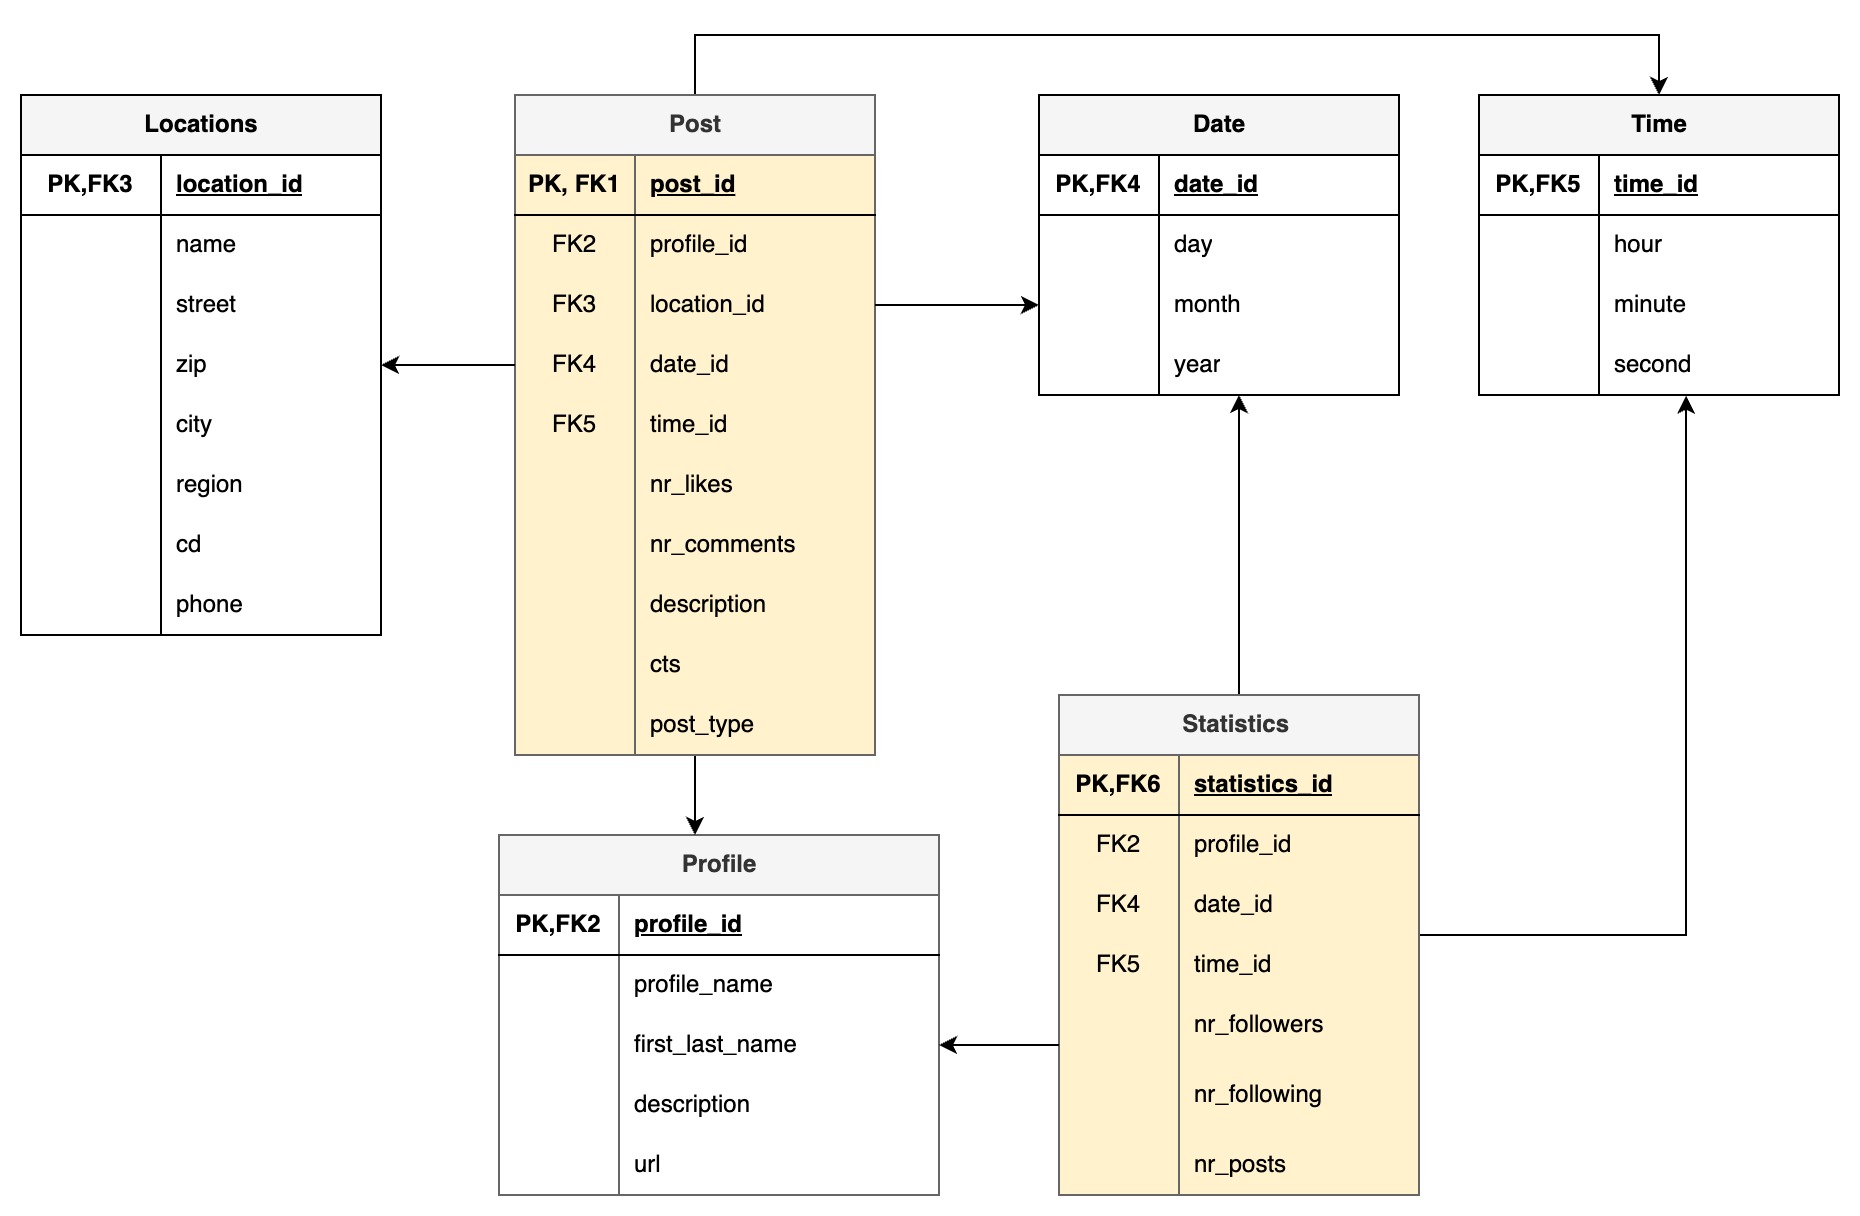 Locations
PK,FK3 location_id
name
street
zip
city
region
cd
phone
Post
PK, FK1 post_id
FK2 profile_id
FK3 location_id
FK4 date_id
FK5 time_id
nr_likes
nr_comments
description
cts
post_type
Date
PK,FK4 date_id
day
month
year
Time
PK,FK5 time_id
hour
minute
second
Profile
PK,FK2 profile_id
profile_name
first_last_name
description
url
Statistics
PK,FK6 statistics_id
FK2 profile_id
FK4 date_id
FK5 time_id
nr_followers
nr_following
nr_posts